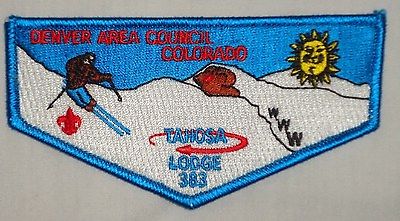 DENVER AREA COUNCIL
COLORADO
W
W
W
TAHOSA
LODGE
383